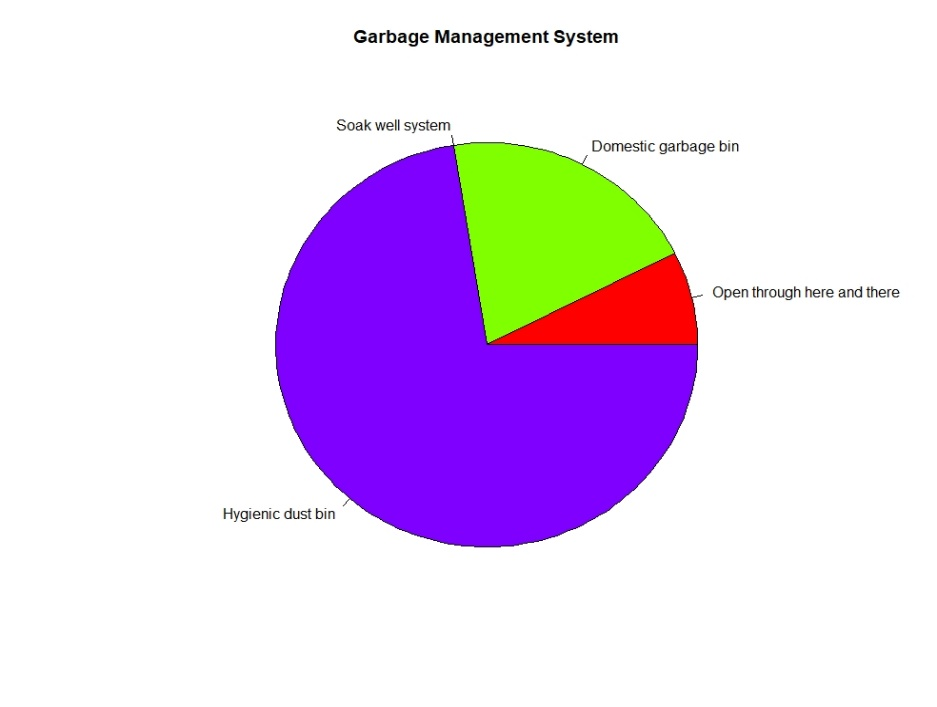 Garbage Management System
Soak well system
Domestic garbage bin
Open through here and there
Hygienic dust bin